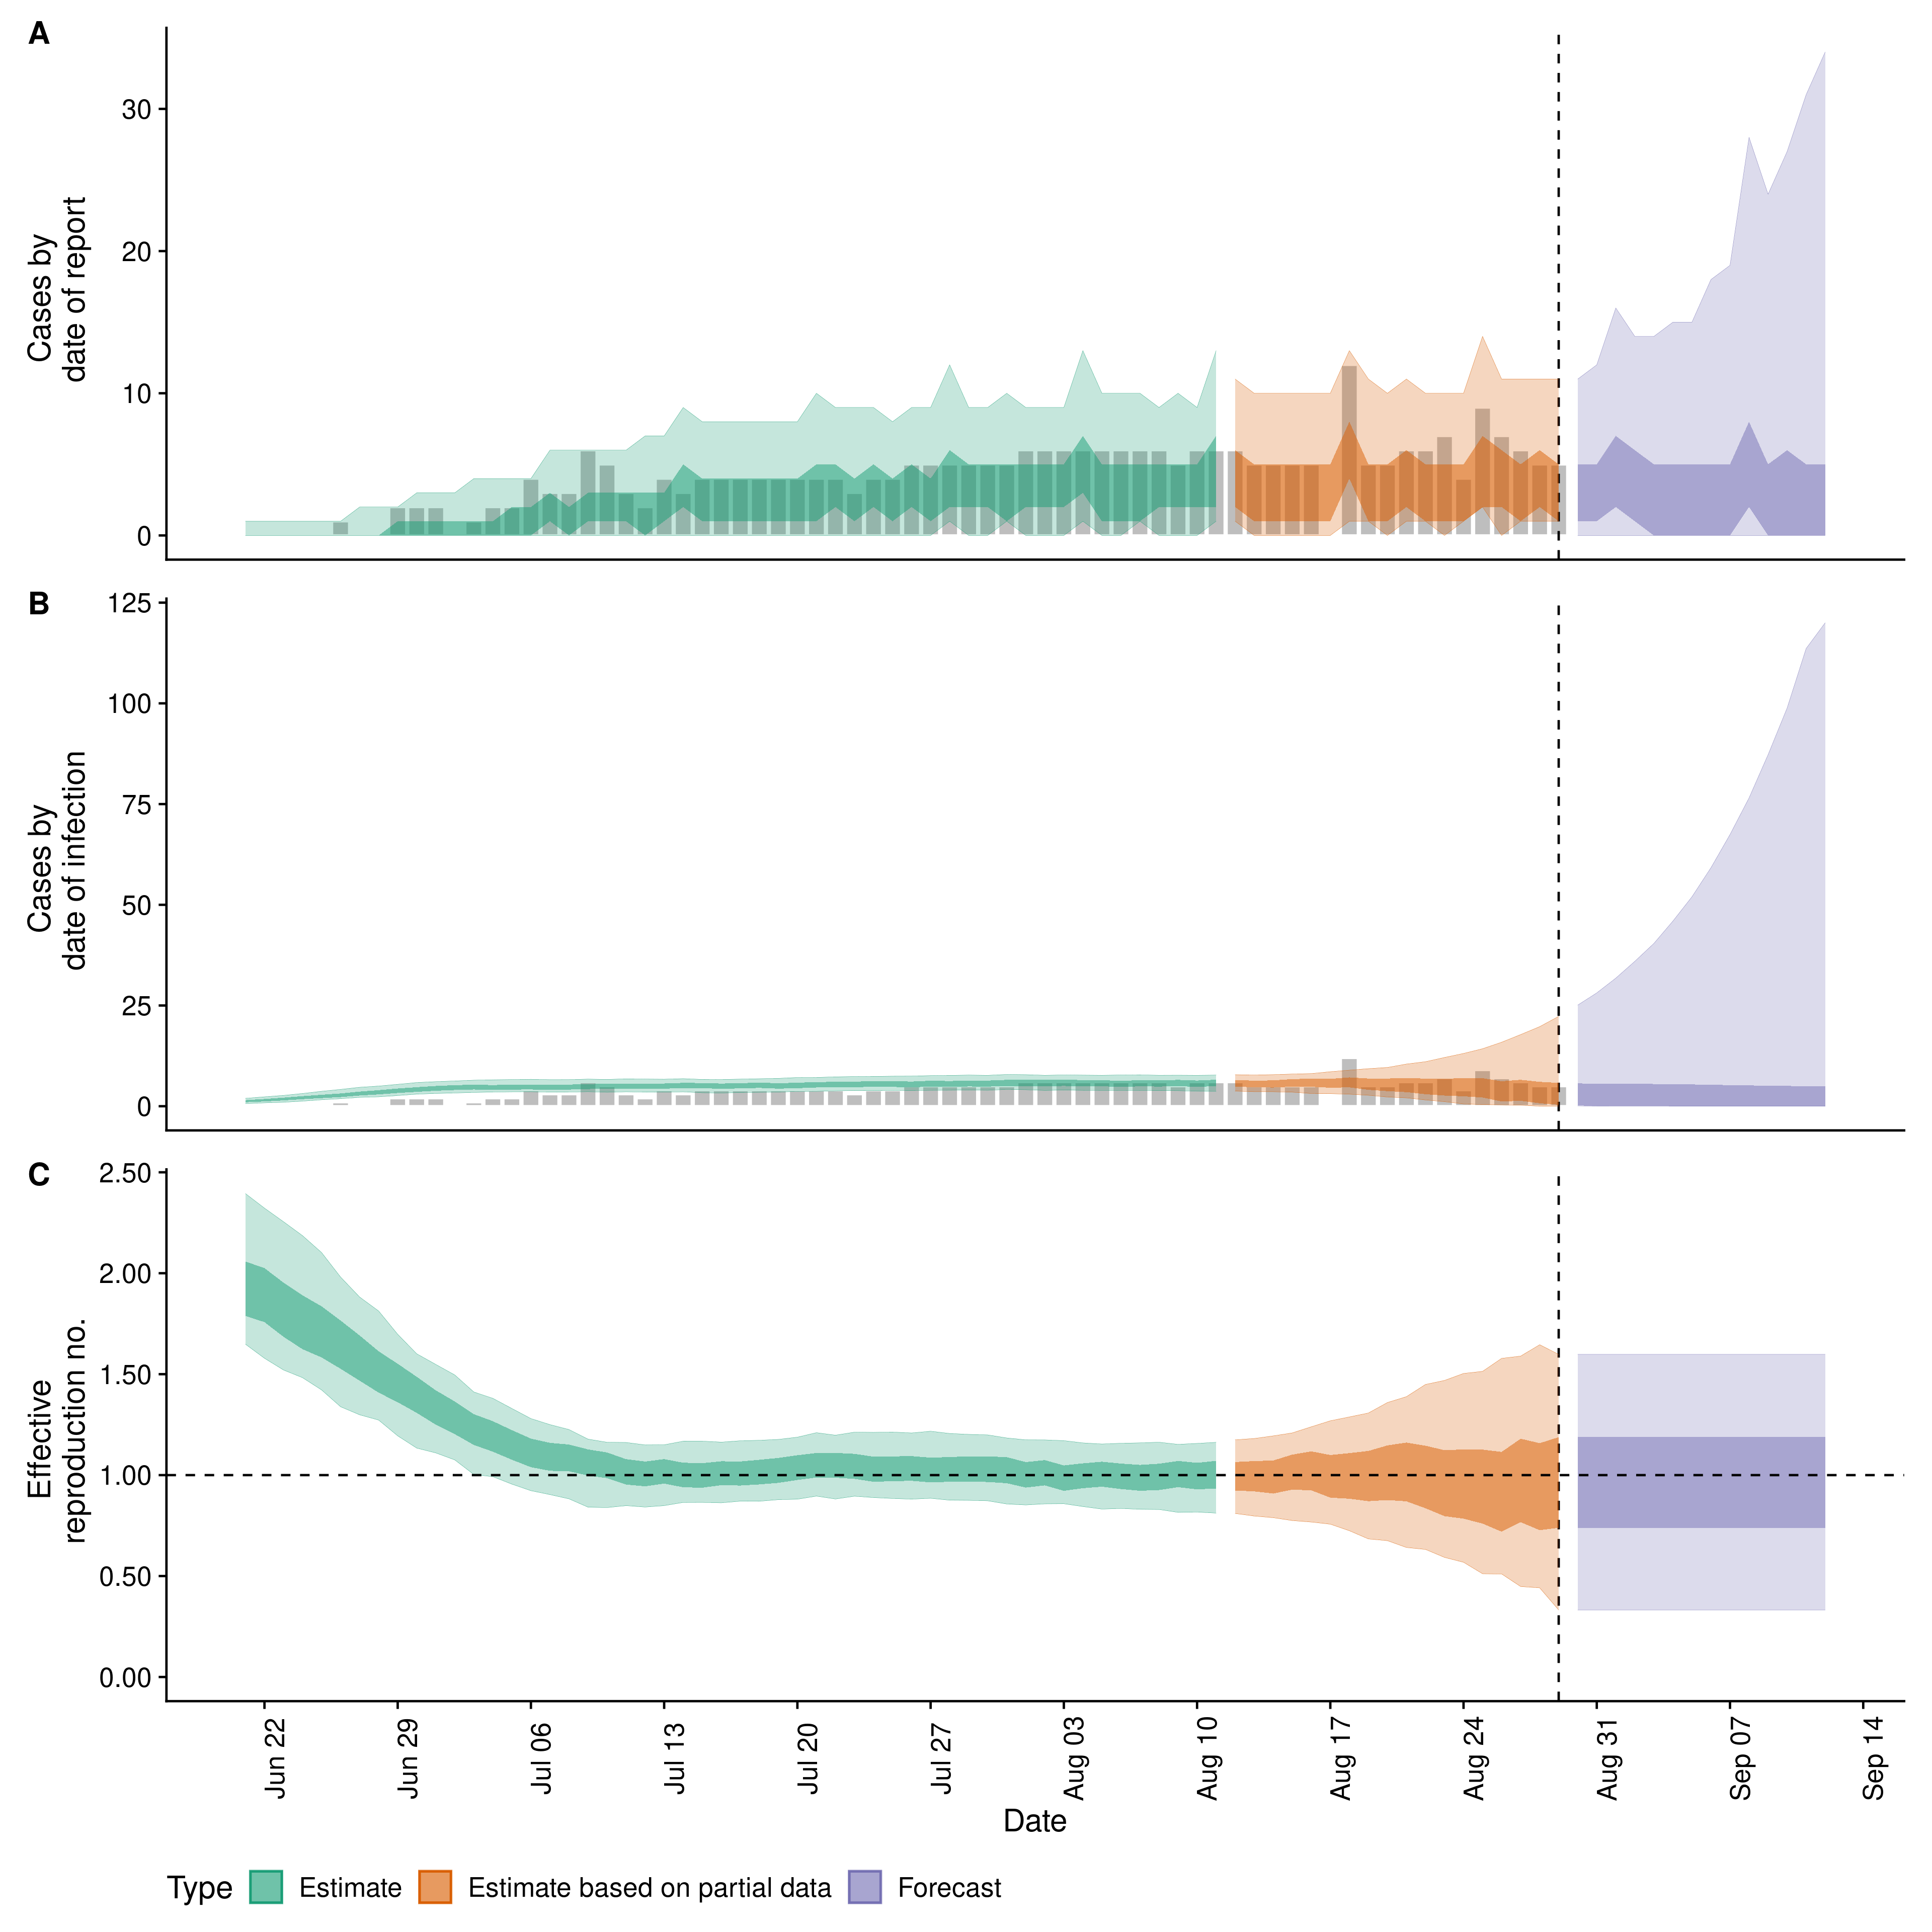 A
Cases by
date of report
30
20
10
0
B
Cases by
date of infection
125
100
75
50
25
0
C
Effective
reproduction no.
2.50
2.00
1.50
1.00
0.50
0.00
Jun 22
Jun 29
Jul 06
Jul 13
Jul 20
Jul 27
Aug 03
Aug 10
Aug 17
Aug 24
Aug 31
Sep 07
Sep 14
Date
Type Estimate Estimate based on partial data Forecast